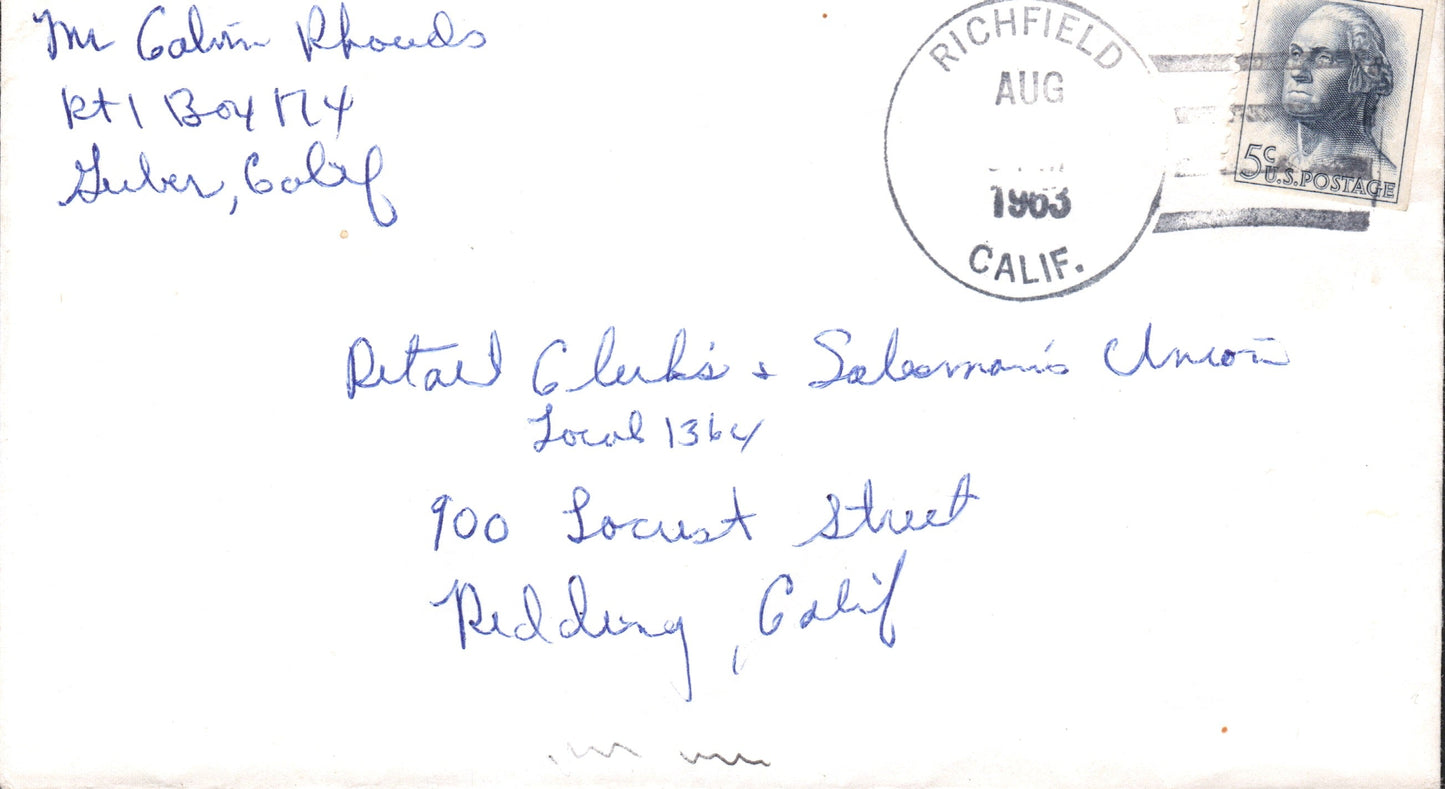 Mr Calvin Rhoads
Rt 1 Box 174
Gerber, Calif
RICHFIELD
AUG
1963
CALIF.
5c
U.S. POSTAGE
Retail Clerk's + Salesman's Union
Local 1364
900 Locust Street
Redding, Calif